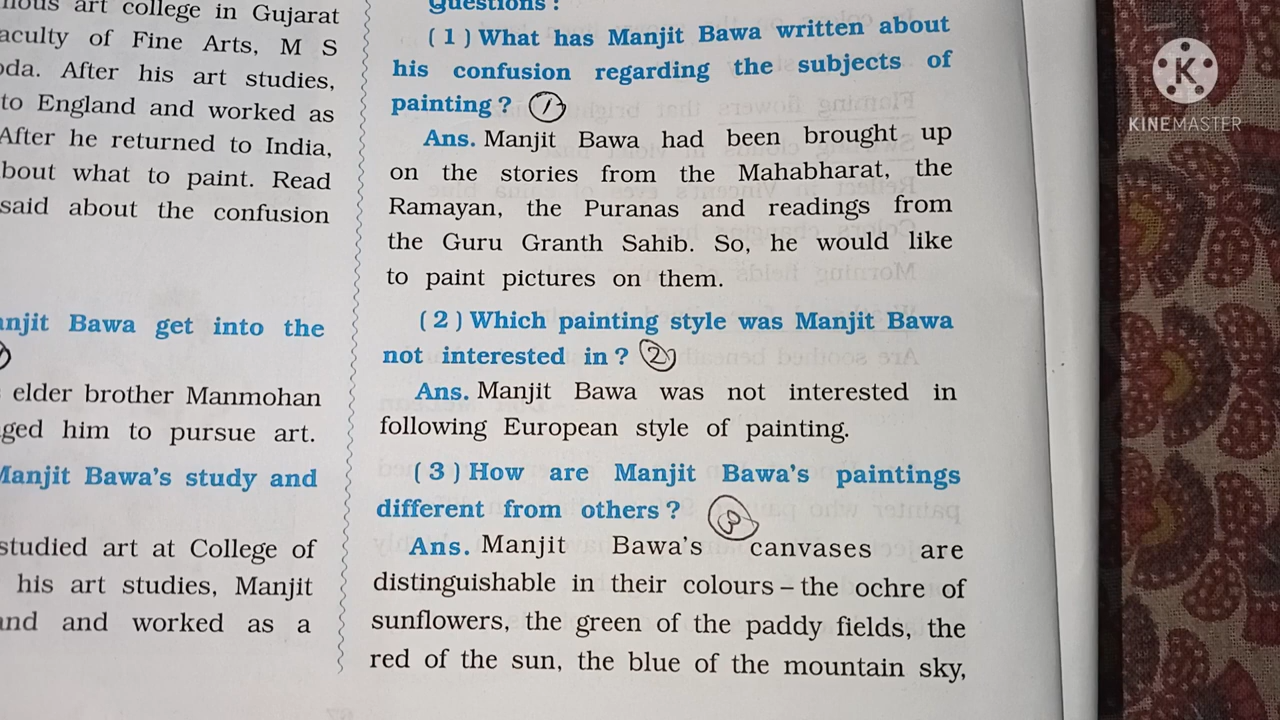 nous art college in Gujarat
aculty of Fine Arts, M S
oda. After his art studies,
to England and worked as
After he returned to India,
bout what to paint. Read
said about the confusion
anjit Bawa get into the
elder brother Manmohan
ged him to pursue art.
Manjit Bawa's study and
studied art at College of
his art studies, Manjit
and and worked as a
Questions :
( 1 ) What has Manjit Bawa written about
his confusion regarding the subjects of
painting ? 1
Ans. Manjit Bawa had been brought up
on the stories from the Mahabharat, the
Ramayan, the Puranas and readings from
the Guru Granth Sahib. So, he would like
to paint pictures on them.
( 2 ) Which painting style was Manjit Bawa
not interested in ? 2
Ans. Manjit Bawa was not interested in
following European style of painting.
( 3 ) How are Manjit Bawa's paintings
different from others ? 3
Ans. Manjit Bawa's canvases are
distinguishable in their colours – the ochre of
sunflowers, the green of the paddy fields, the
red of the sun, the blue of the mountain sky,
K
KINEMASTER